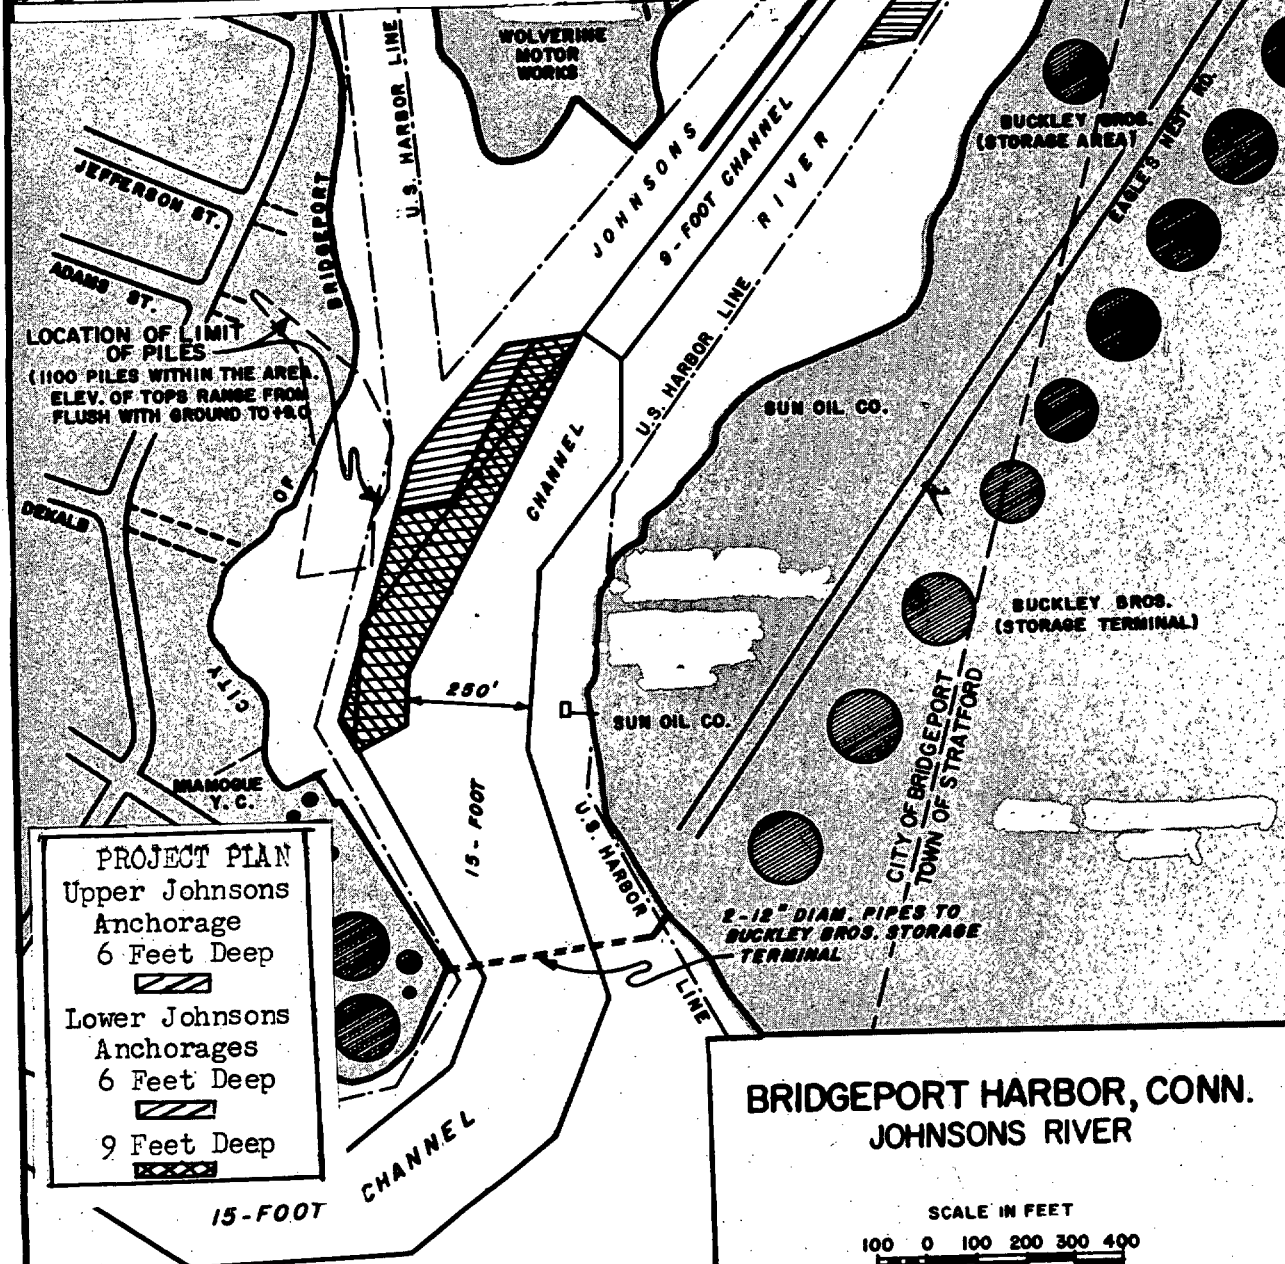 WOLVERINE
MOTOR
WORKS
U.S. HARBOR LINE
JOHNSONS
RIVER
9-FOOT CHANNEL
BUCKLEY BROS.
(STORAGE AREA)
EAGLE'S NEST RD.
JEFFERSON ST.
ADAMS ST.
BRIDGEPORT
OF
CITY
LOCATION OF LIMIT
OF PILES
(1100 PILES WITHIN THE AREA.
ELEV. OF TOPS RANGE FROM
FLUSH WITH GROUND TO
U.S. HARBOR LINE
SUN OIL CO.
CHANNEL
DEKALB
BUCKLEY BROS.
(STORAGE TERMINAL)
250'
SUN OIL CO.
CITY OF BRIDGEPORT
TOWN OF STRATFORD
MIAMOGUE
Y. C.
15-FOOT
U.S. HARBOR
LINE
2-12" DIAM. PIPES TO
BUCKLEY BROS. STORAGE
TERMINAL
PROJECT PLAN
Upper Johnsons
Anchorage
6 Feet Deep
Lower Johnsons
Anchorages
6 Feet Deep
9 Feet Deep
15-FOOT CHANNEL
BRIDGEPORT HARBOR, CONN.
JOHNSONS RIVER
SCALE IN FEET
100 0 100 200 300 400